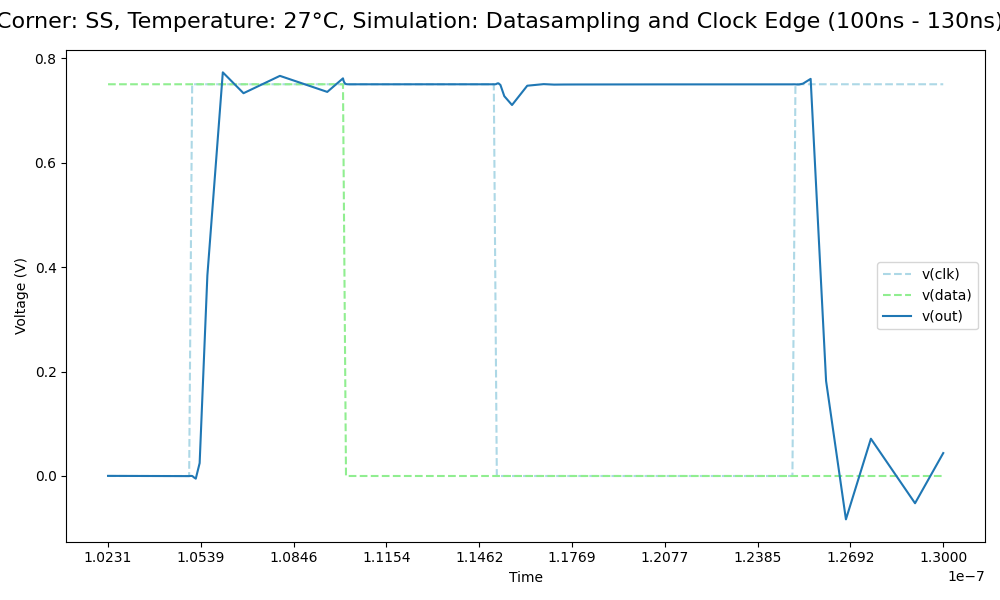 Corner: SS, Temperature: 27°C, Simulation: Datasampling and Clock Edge (100ns - 130ns)
0.8
0.6
0.4
0.2
0.0
Voltage (V)
v(clk)
v(data)
v(out)
1.0231 1.0539 1.0846 1.1154 1.1462 1.1769 1.2077 1.2385 1.2692 1.3000
1e−7
Time